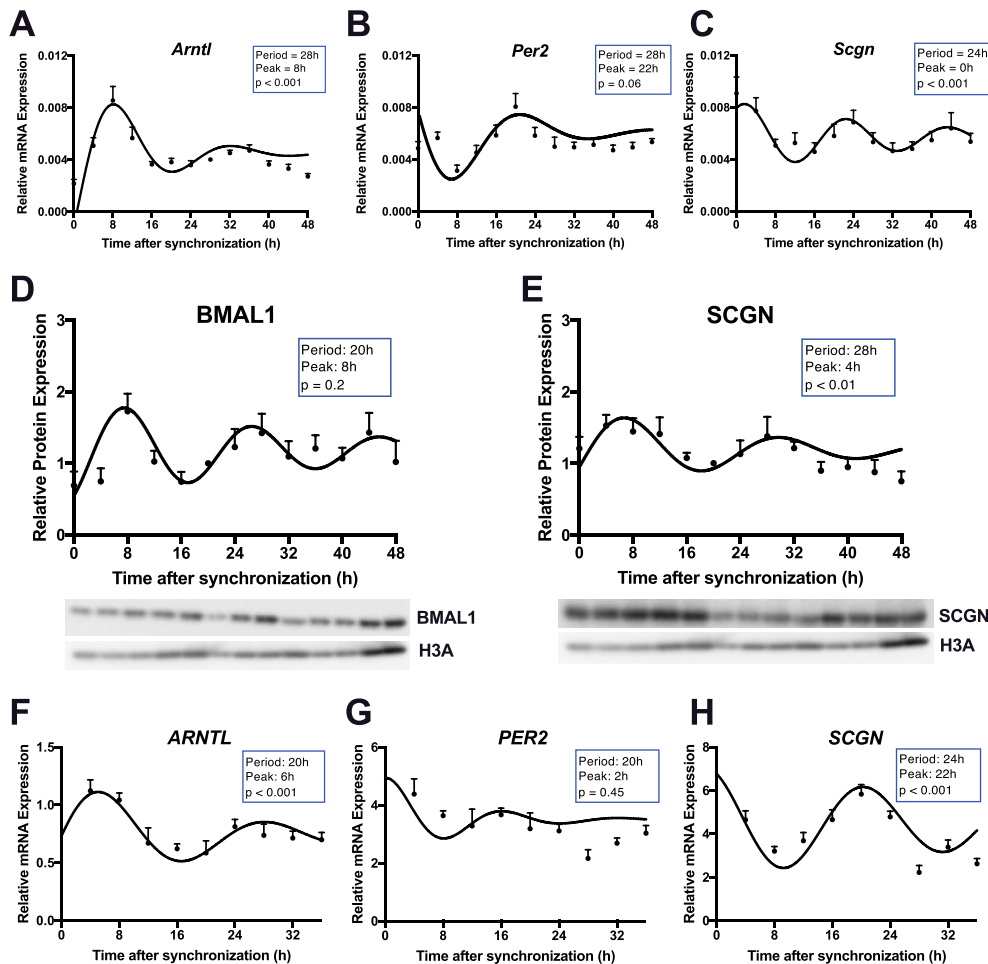 A
Arntl
Period = 28h
Peak = 8h
p < 0.001
Relative mRNA Expression
0.012
0.008
0.004
0.000
0 8 16 24 32 40 48
Time after synchronization (h)
B
Per2
Period = 28h
Peak = 22h
p = 0.06
Relative mRNA Expression
0.012
0.008
0.004
0.000
0 8 16 24 32 40 48
Time after synchronization (h)
C
Scgn
Period = 24h
Peak = 0h
p < 0.001
Relative mRNA Expression
0.012
0.008
0.004
0.000
0 8 16 24 32 40 48
Time after synchronization (h)
D
BMAL1
Period: 20h
Peak: 8h
p = 0.2
Relative Protein Expression
3
2
1
0
0 8 16 24 32 40 48
Time after synchronization (h)
BMAL1
H3A
E
SCGN
Period: 28h
Peak: 4h
p < 0.01
Relative Protein Expression
3
2
1
0
0 8 16 24 32 40 48
Time after synchronization (h)
SCGN
H3A
F
ARNTL
Period: 20h
Peak: 6h
p < 0.001
Relative mRNA Expression
1.5
1.0
0.5
0.0
0 8 16 24 32
Time after synchronization (h)
G
PER2
Period: 20h
Peak: 2h
p = 0.45
Relative mRNA Expression
6
4
2
0
0 8 16 24 32
Time after synchronization (h)
H
SCGN
Period: 24h
Peak: 22h
p < 0.001
Relative mRNA Expression
8
6
4
2
0
0 8 16 24 32
Time after synchronization (h)